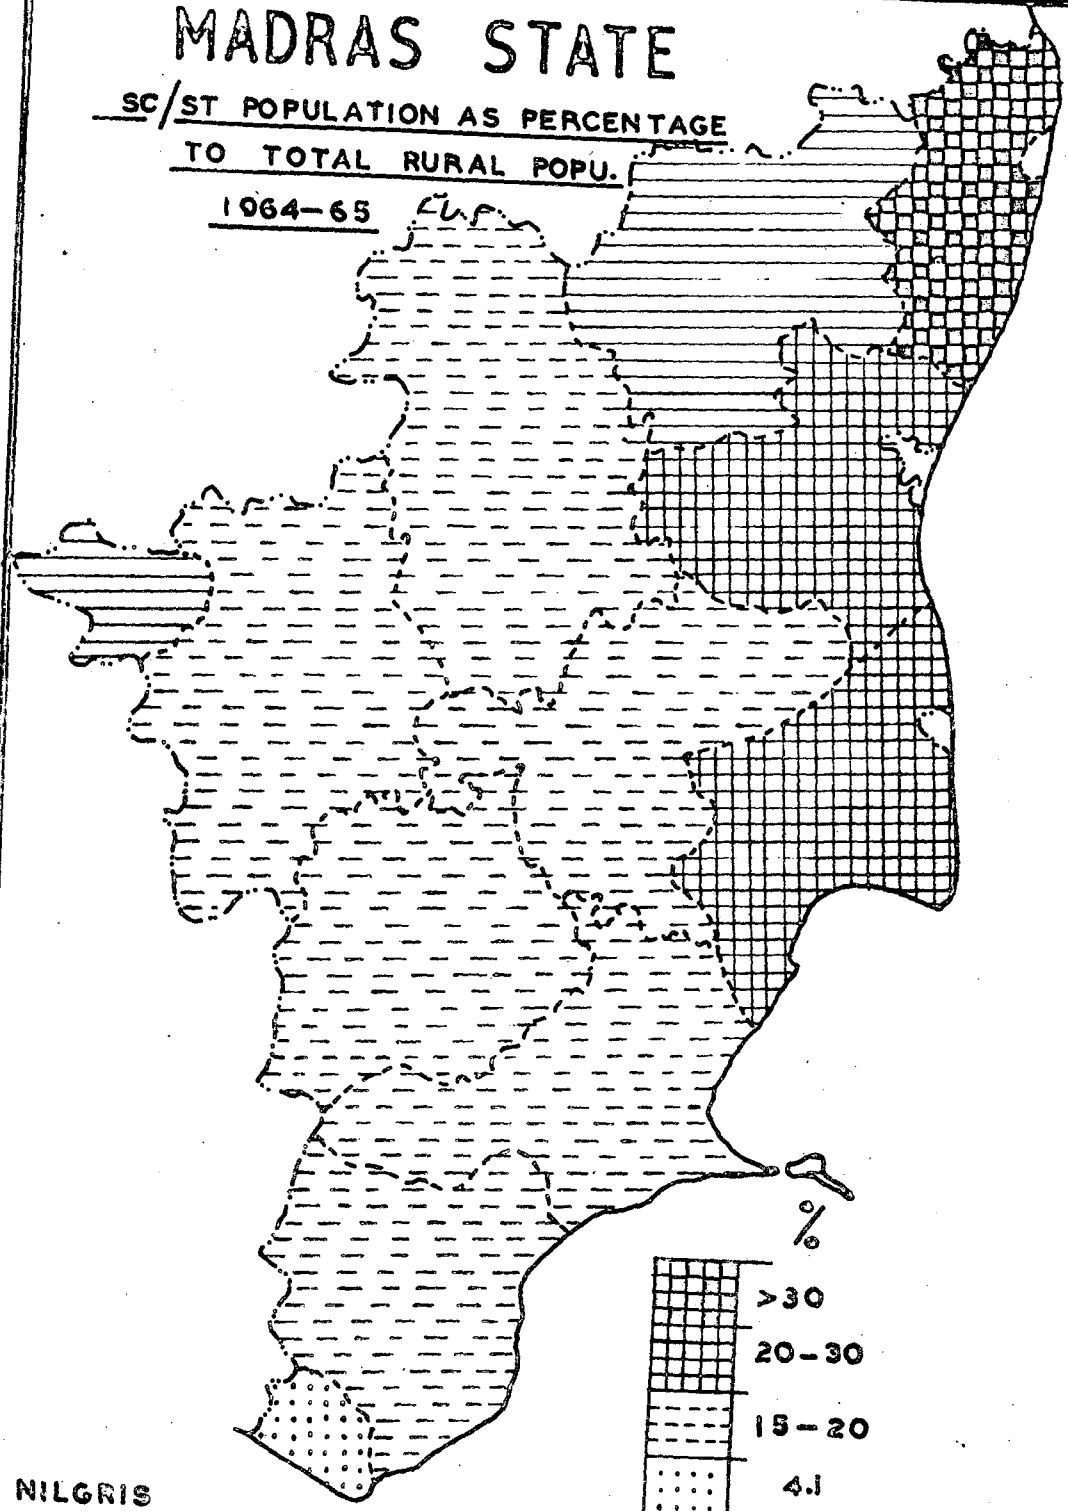 MADRAS STATE
SC/ST POPULATION AS PERCENTAGE
TO TOTAL RURAL POPU.
1964-65
%
>30
20-30
15-20
4.1
NILGRIS